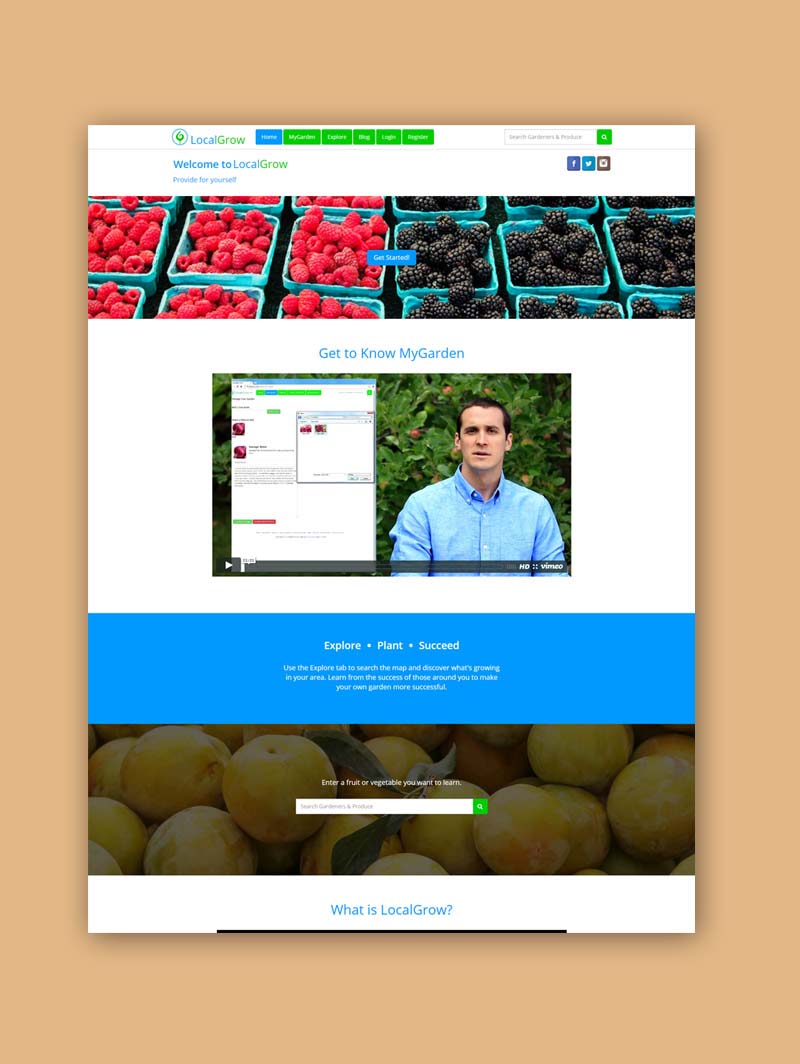 LocalGrow
Home MyGarden Explore Blog Login Register
Search Gardeners & Produce
Welcome to LocalGrow
Provide for yourself
Get Started!
Get to Know MyGarden
HD vimeo
Explore • Plant • Succeed
Use the Explore tab to search the map and discover what's growing
in your area. Learn from the success of those around you to make
your own garden more successful.
Enter a fruit or vegetable you want to learn.
Search Gardeners & Produce
What is LocalGrow?